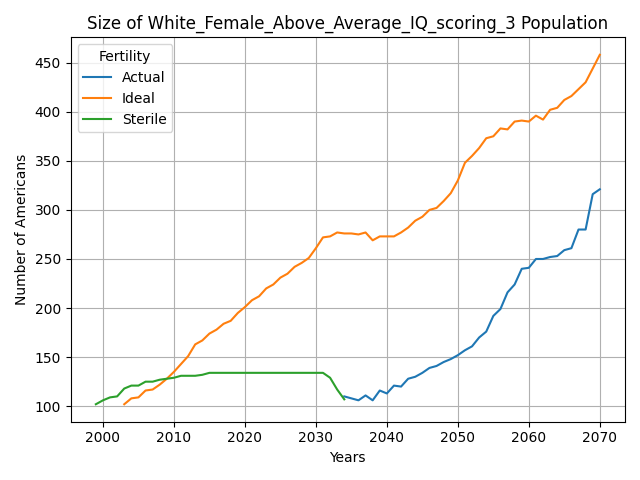 Size of White_Female_Above_Average_IQ_scoring_3 Population
Fertility
Actual
Ideal
Sterile
Number of Americans
450
400
350
300
250
200
150
100
2000 2010 2020 2030 2040 2050 2060 2070
Years